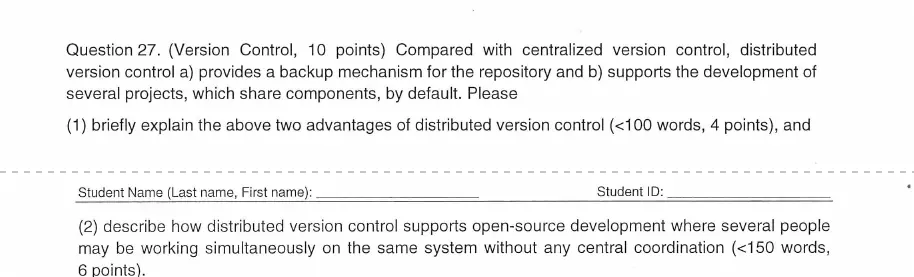 Question 27. (Version Control, 10 points) Compared with centralized version control, distributed
version control a) provides a backup mechanism for the repository and b) supports the development of
several projects, which share components, by default. Please
(1) briefly explain the above two advantages of distributed version control (<100 words, 4 points), and
Student Name (Last name, First name): ____________________ Student ID: ____________________
(2) describe how distributed version control supports open-source development where several people
may be working simultaneously on the same system without any central coordination (<150 words,
6 points).